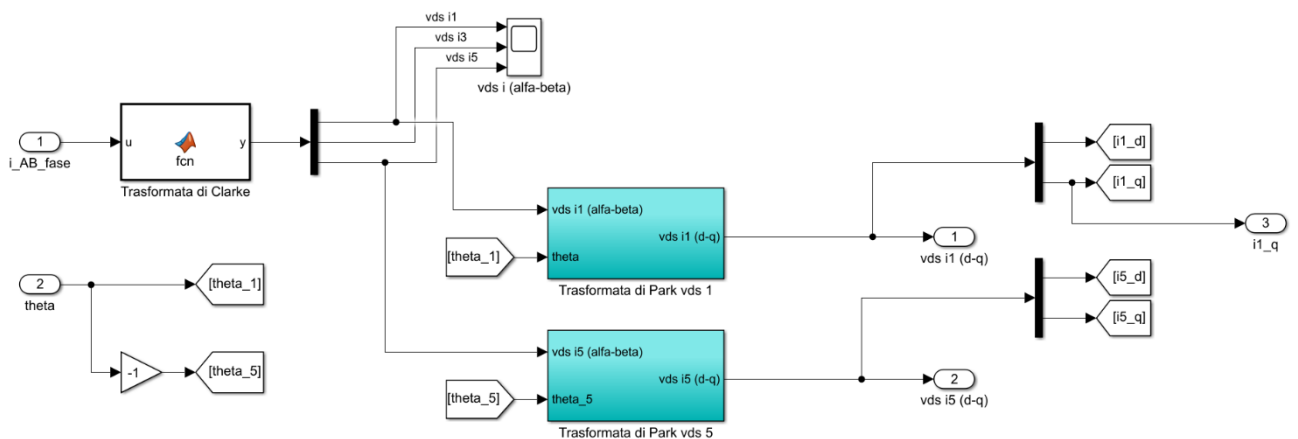 vds i1
vds i3
vds i5
vds i (alfa-beta)
1
i_AB_fase
u
fcn
y
Trasformata di Clarke
[i1_d]
[i1_q]
3
i1_q
vds i1 (alfa-beta)
vds i1 (d-q)
theta
[theta_1]
Trasformata di Park vds 1
1
vds i1 (d-q)
2
theta
[theta_1]
-1
[theta_5]
[i5_d]
[i5_q]
vds i5 (alfa-beta)
vds i5 (d-q)
theta_5
[theta_5]
Trasformata di Park vds 5
2
vds i5 (d-q)